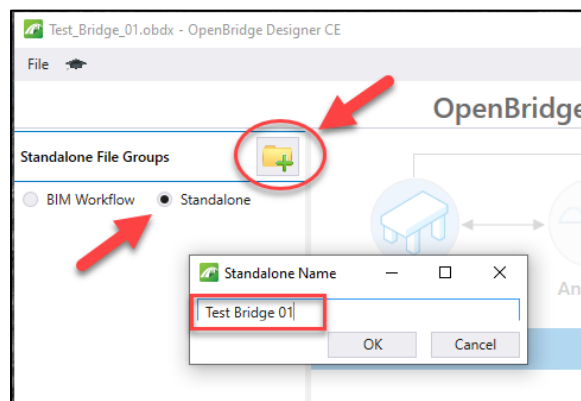 Test_Bridge_01.obdx - OpenBridge Designer CE
File
OpenBridge
Standalone File Groups
BIM Workflow Standalone
Standalone Name
An
Test Bridge 01
OK Cancel